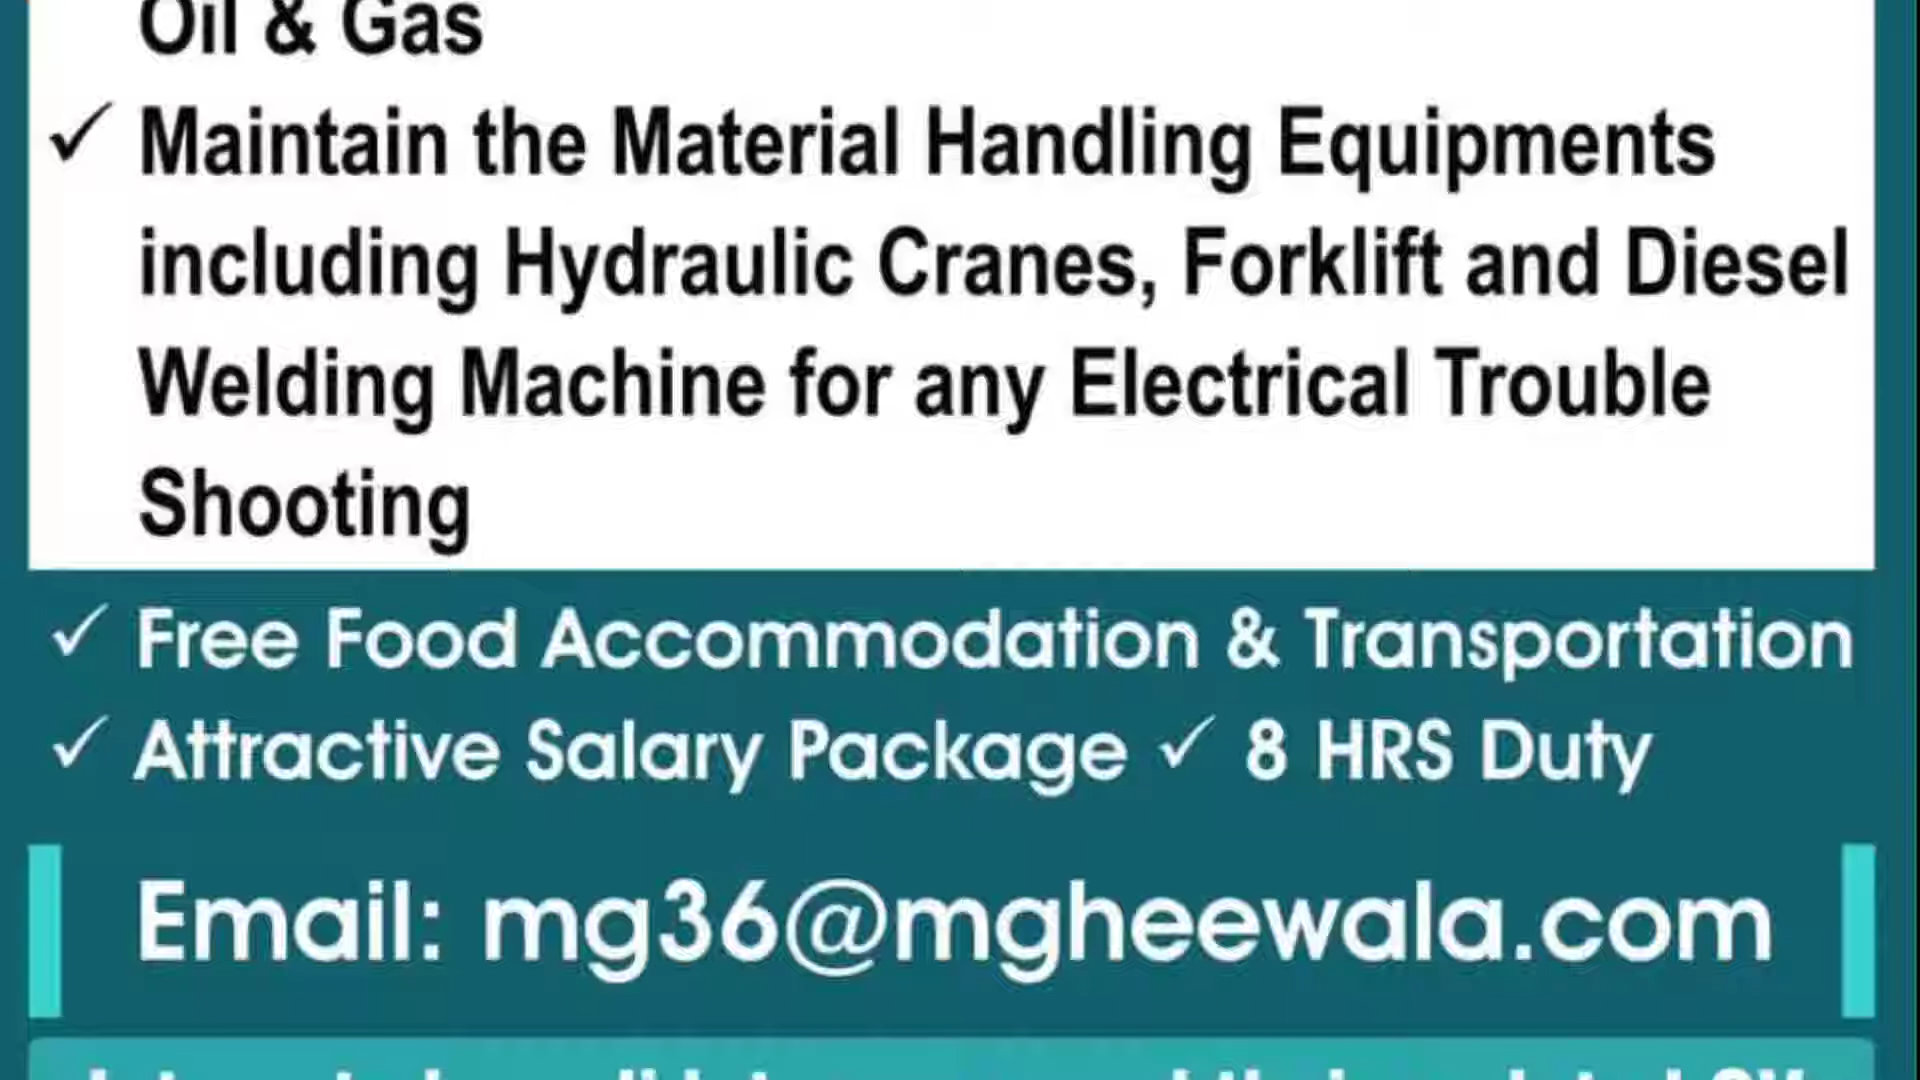 Oil & Gas
✓ Maintain the Material Handling Equipments
including Hydraulic Cranes, Forklift and Diesel
Welding Machine for any Electrical Trouble
Shooting
✓ Free Food Accommodation & Transportation
✓ Attractive Salary Package ✓ 8 HRS Duty
Email: mg36@mgheewala.com